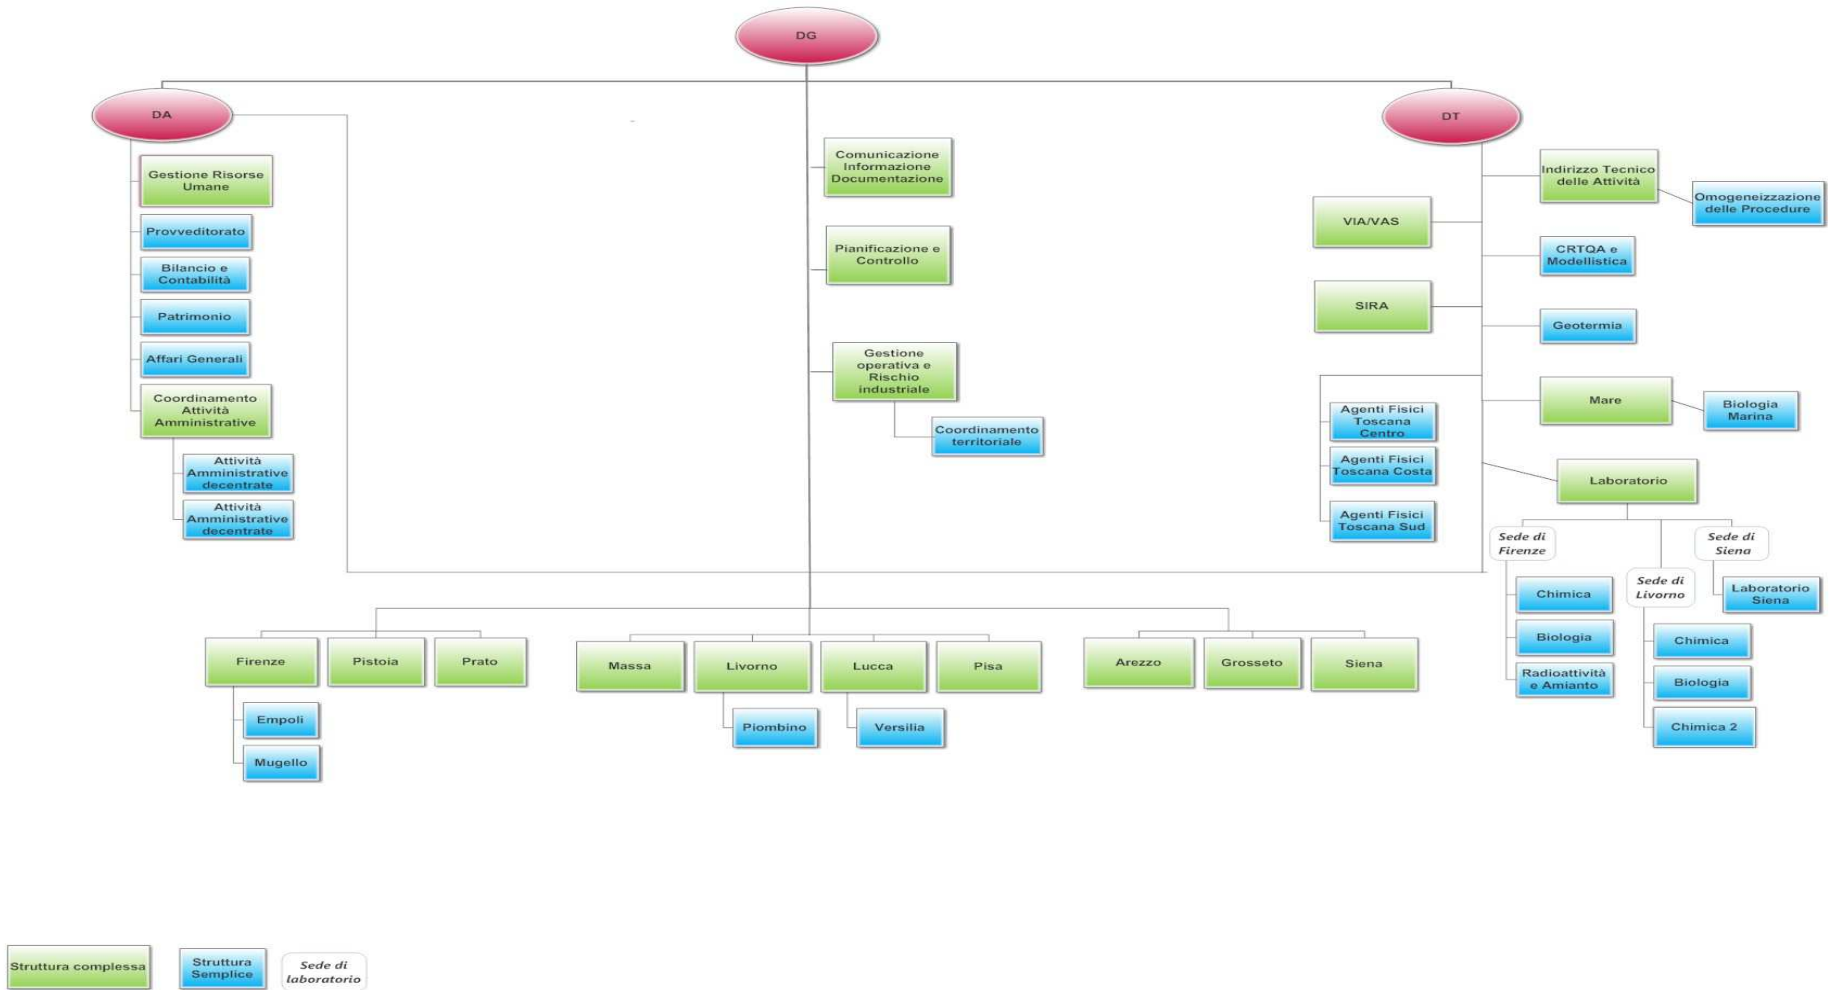 DG
DA
DT
Gestione Risorse
Umane
Provveditorato
Bilancio e
Contabilità
Patrimonio
Affari Generali
Coordinamento
Attività
Amministrative
Attività
Amministrative
decentrate
Attività
Amministrative
decentrate
Comunicazione
Informazione
Documentazione
Pianificazione e
Controllo
Gestione
operativa e
Rischio
industriale
Coordinamento
territoriale
VIA/VAS
SIRA
Agenti Fisici
Toscana
Centro
Agenti Fisici
Toscana Costa
Agenti Fisici
Toscana Sud
Indirizzo Tecnico
delle Attività
Omogeneizzazione
delle Procedure
CRTQA e
Modellistica
Geotermia
Mare
Biologia
Marina
Laboratorio
Sede di
Firenze
Chimica
Biologia
Radioattività
e Amianto
Sede di
Livorno
Chimica
Biologia
Chimica 2
Sede di
Siena
Laboratorio
Siena
Firenze
Pistoia
Prato
Empoli
Mugello
Massa
Livorno
Lucca
Pisa
Piombino
Versilia
Arezzo
Grosseto
Siena
Struttura complessa
Struttura
Semplice
Sede di
laboratorio